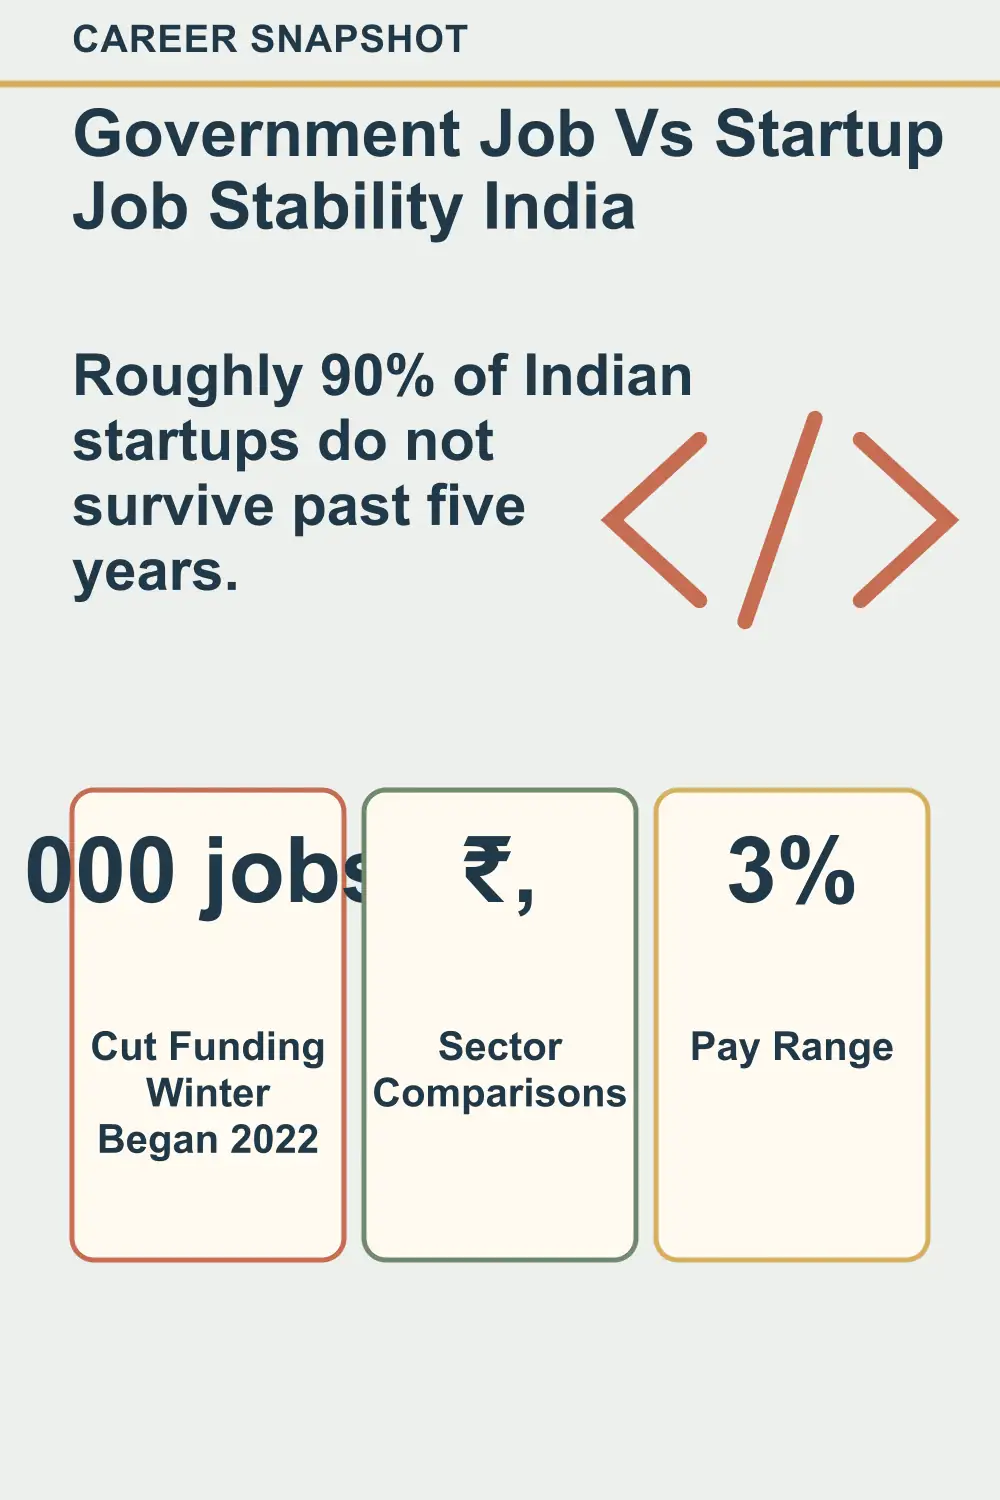 CAREER SNAPSHOT
Government Job Vs Startup
Job Stability India
Roughly 90% of Indian
startups do not
survive past five
years.
000 jobs
₹,
3%
Cut Funding
Winter
Began 2022
Sector
Comparisons
Pay Range